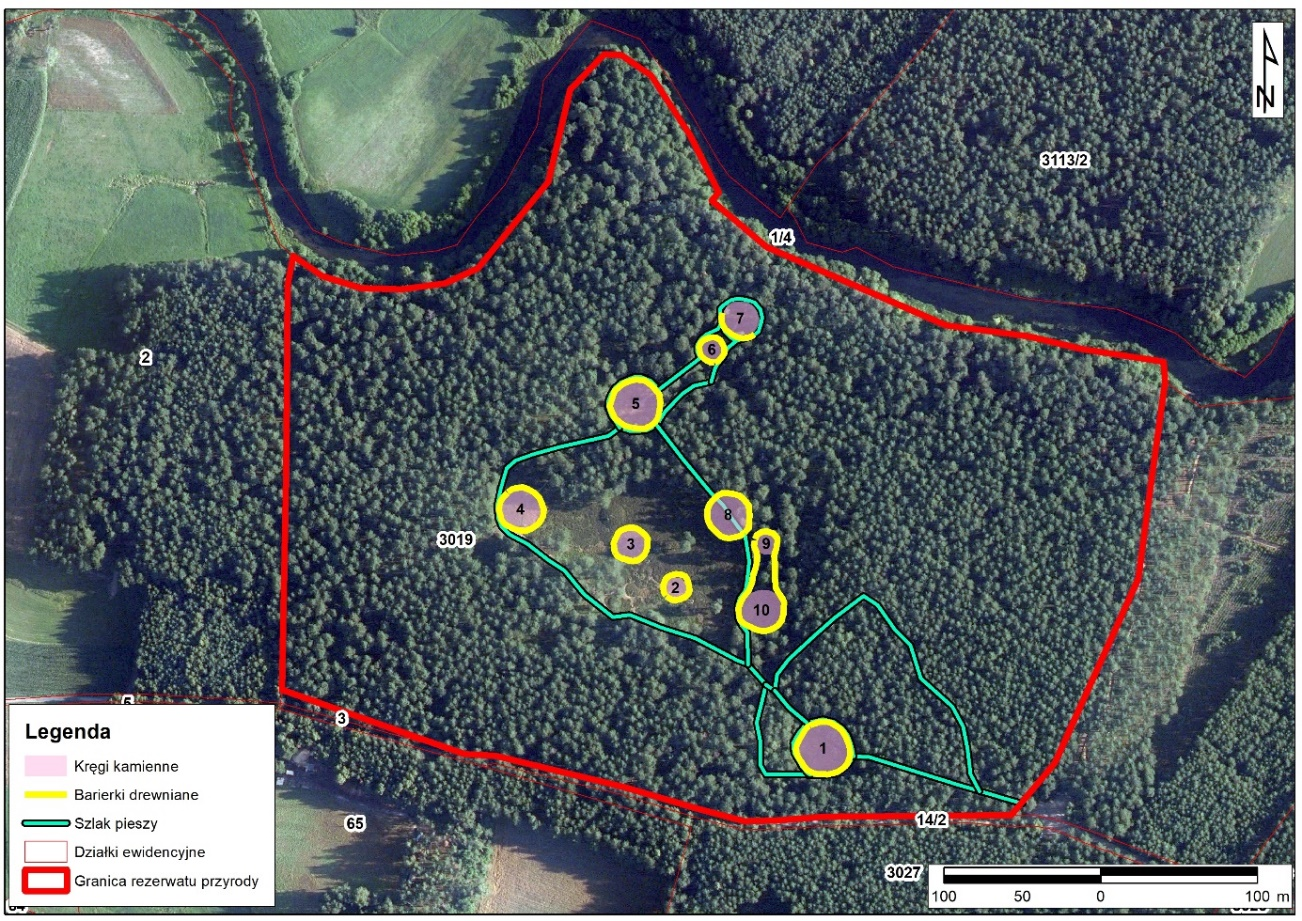 N
3113/2
1/4
7
2
6
5
4
8
3019
3
9
2
10
5
3
1
14/2
65
3027
Legenda
Kręgi kamienne
Barierki drewniane
Szlak pieszy
Działki ewidencyjne
Granica rezerwatu przyrody
100 50 0 100 m